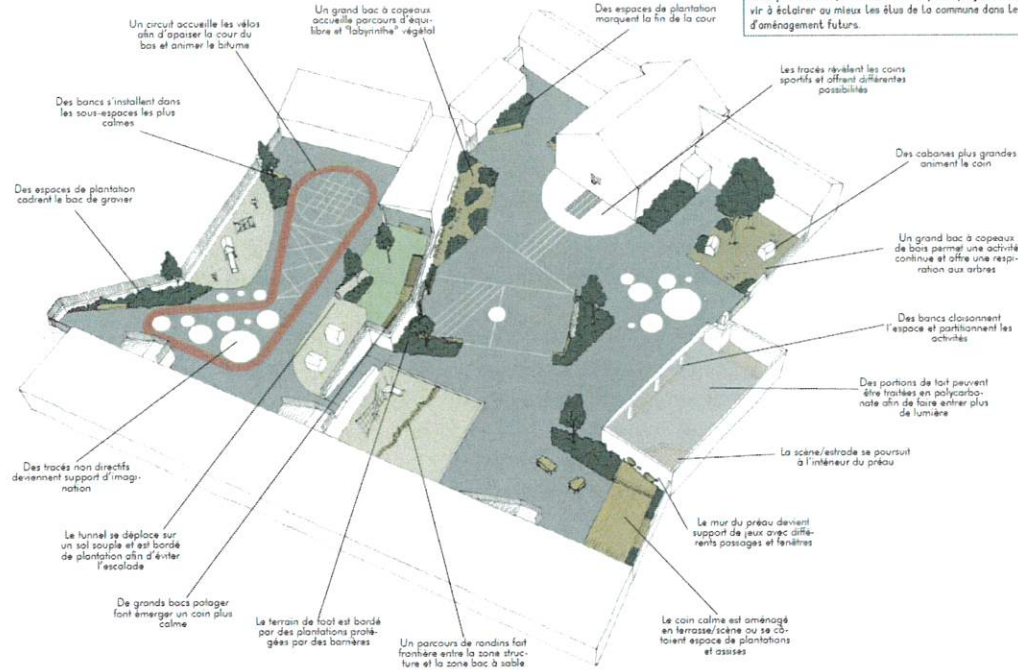 vir à éclairer au mieux les élus de la commune dans le
d'aménagement futurs.
Un circuit accueille les vélos
afin d'apaiser la cour du
bas et animer le bitume
Un grand bac à copeaux
accueille parcours d'équi-
libre et "labyrinthe" végétal
Des espaces de plantation
marquent la fin de la cour
Les tracés révèlent les coins
sportifs et offrent différentes
possibilités
Des bancs s'installent dans
les sous-espaces les plus
calmes
Des cabanes plus grandes
animent le coin
Des espaces de plantation
cadrent le bac de gravier
Un grand bac à copeaux
de bois permet une activité
continue et offre une respi-
ration aux arbres
Des bancs cloisonnent
l'espace et partitionnent les
activités
Des portions de toit peuvent
être traitées en polycarbo-
nate afin de faire entrer plus
de lumière
La scène/estrade se poursuit
à l'intérieur du préau
Des tracés non directifs
deviennent support d'imagi-
nation
Le mur du préau devient
support de jeux avec diffé-
rents passages et fenêtres
Le tunnel se déplace sur
un sol souple et est bordé
de plantation afin d'éviter
l'escalade
De grands bacs potager
font émerger un coin plus
calme
Le terrain de foot est bordé
par des plantations proté-
gées par des barrières
Un parcours de rondins fait
frontière entre la zone struc-
ture et la zone bac à sable
Le coin calme est aménagé
en terrasse/scène ou se cô-
toient espace de plantations
et assises